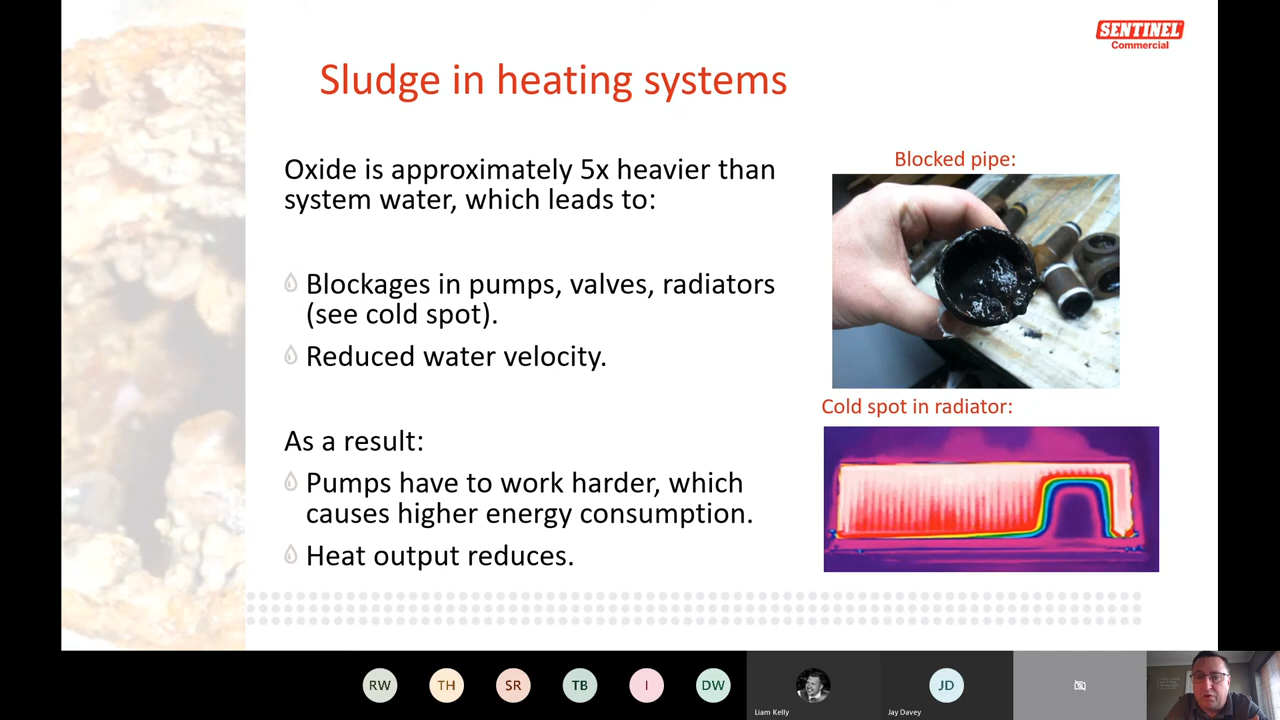 SENTINEL
Commercial
Sludge in heating systems
Oxide is approximately 5x heavier than
system water, which leads to:
Blockages in pumps, valves, radiators
(see cold spot).
Reduced water velocity.
As a result:
Pumps have to work harder, which
causes higher energy consumption.
Heat output reduces.
Blocked pipe:
Cold spot in radiator:
RW
TH
SR
TB
I
DW
Liam Kelly
JD
Jay Davey